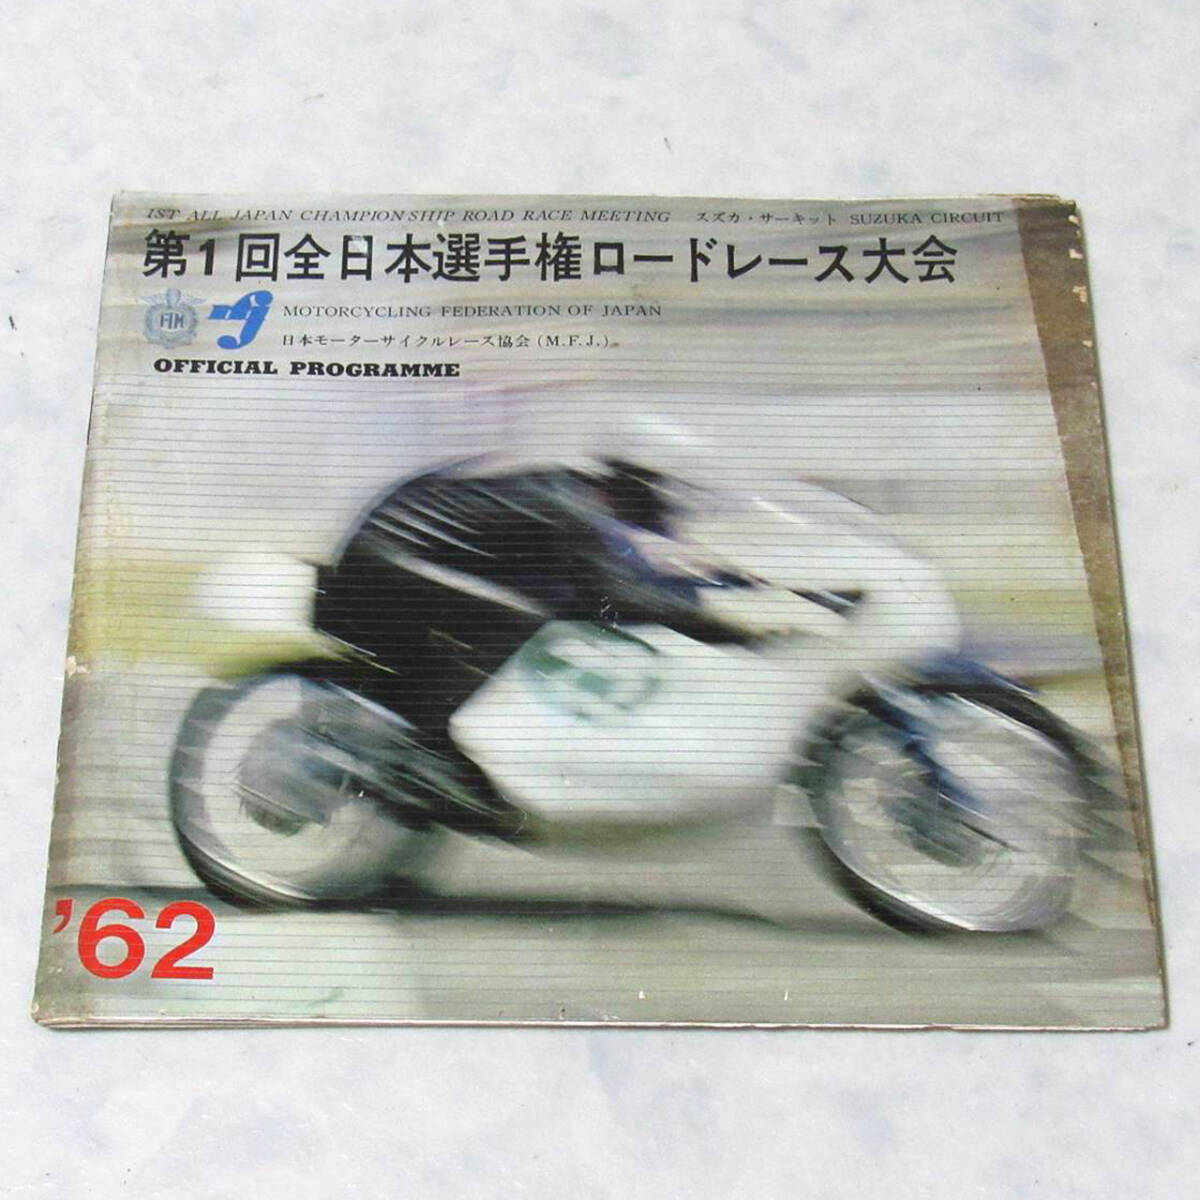 1ST ALL JAPAN CHAMPIONSHIP ROAD RACE MEETING スズカ・サーキット SUZUKA CIRCUIT
第1回全日本選手権ロードレース大会
FIM mfj MOTORCYCLING FEDERATION OF JAPAN
日本モーターサイクルレース協会 (M.F.J.)
OFFICIAL PROGRAMME
'62